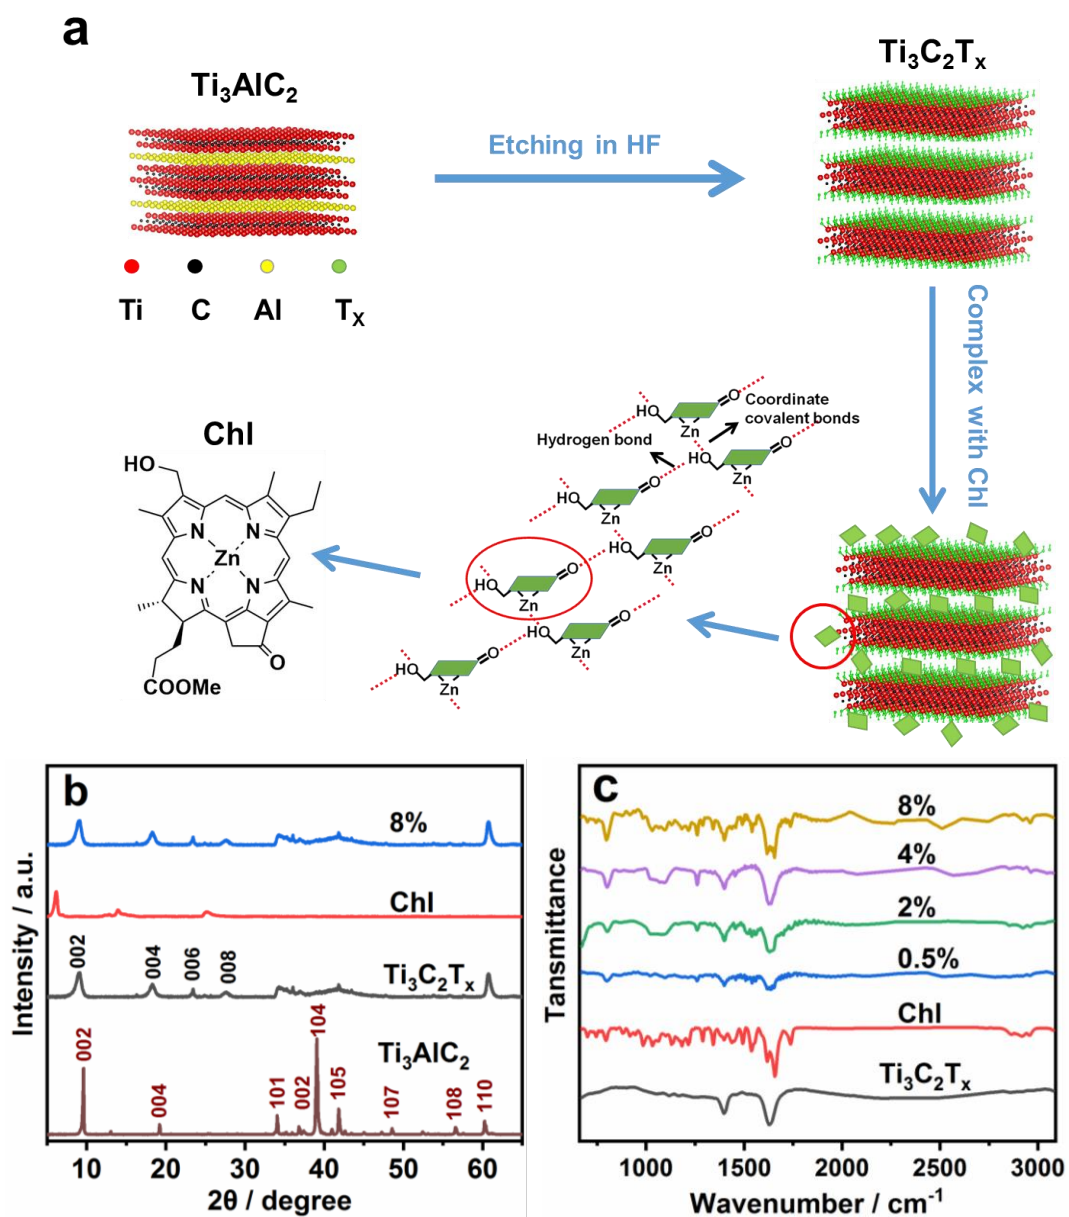 a
Ti3AlC2
Etching in HF
Ti3C2Tx
Ti C Al TX
Complex with Chl
Chl
HO
N N
Zn
N N
O
COOMe
HO O
Zn
Coordinate
covalent bonds
Hydrogen bond
HO O
Zn
HO O
Zn
HO O
Zn
HO O
Zn
HO O
Zn
HO O
Zn
b
8%
Chl
002 004 006 008
Ti3C2Tx
002 004 101 002 104 105 107 108 110
Ti3AlC2
Intensity / a.u.
10 20 30 40 50 60
2θ / degree
c
8%
4%
2%
0.5%
Chl
Ti3C2Tx
Tansmittance
1000 1500 2000 2500 3000
Wavenumber / cm-1